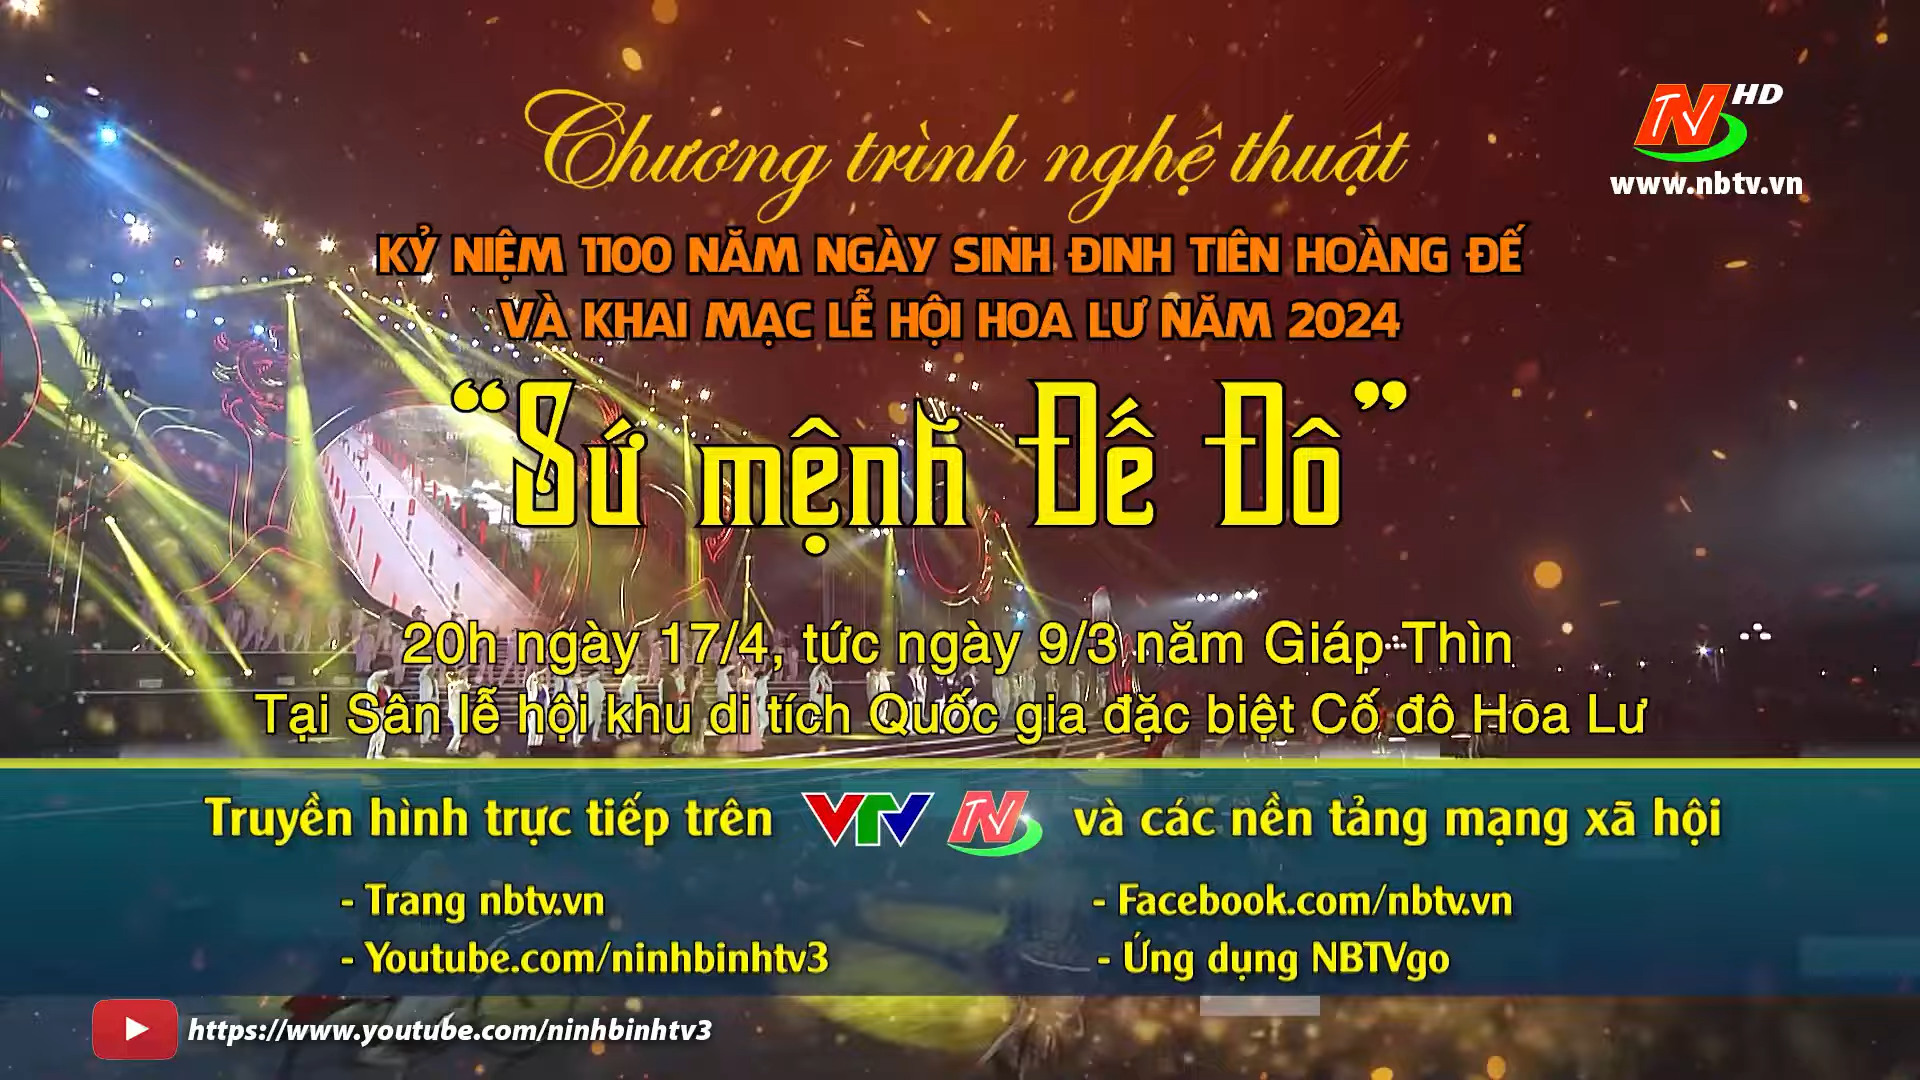 Chương trình nghệ thuật
HD
www.nbtv.vn
KỶ NIỆM 1100 NĂM NGÀY SINH ĐINH TIÊN HOÀNG ĐẾ
VÀ KHAI MẠC LỄ HỘI HOA LƯ NĂM 2024
“Sứ mệnh Đế Đô”
20h ngày 17/4, tức ngày 9/3 năm Giáp Thìn
Tại Sân lễ hội khu di tích Quốc gia đặc biệt Cố đô Hoa Lư
Truyền hình trực tiếp trên VTV NTV và các nền tảng mạng xã hội
- Trang nbtv.vn
- Facebook.com/nbtv.vn
- Youtube.com/ninhbinhtv3
- Ứng dụng NBTVgo
https://www.youtube.com/ninhbinhtv3